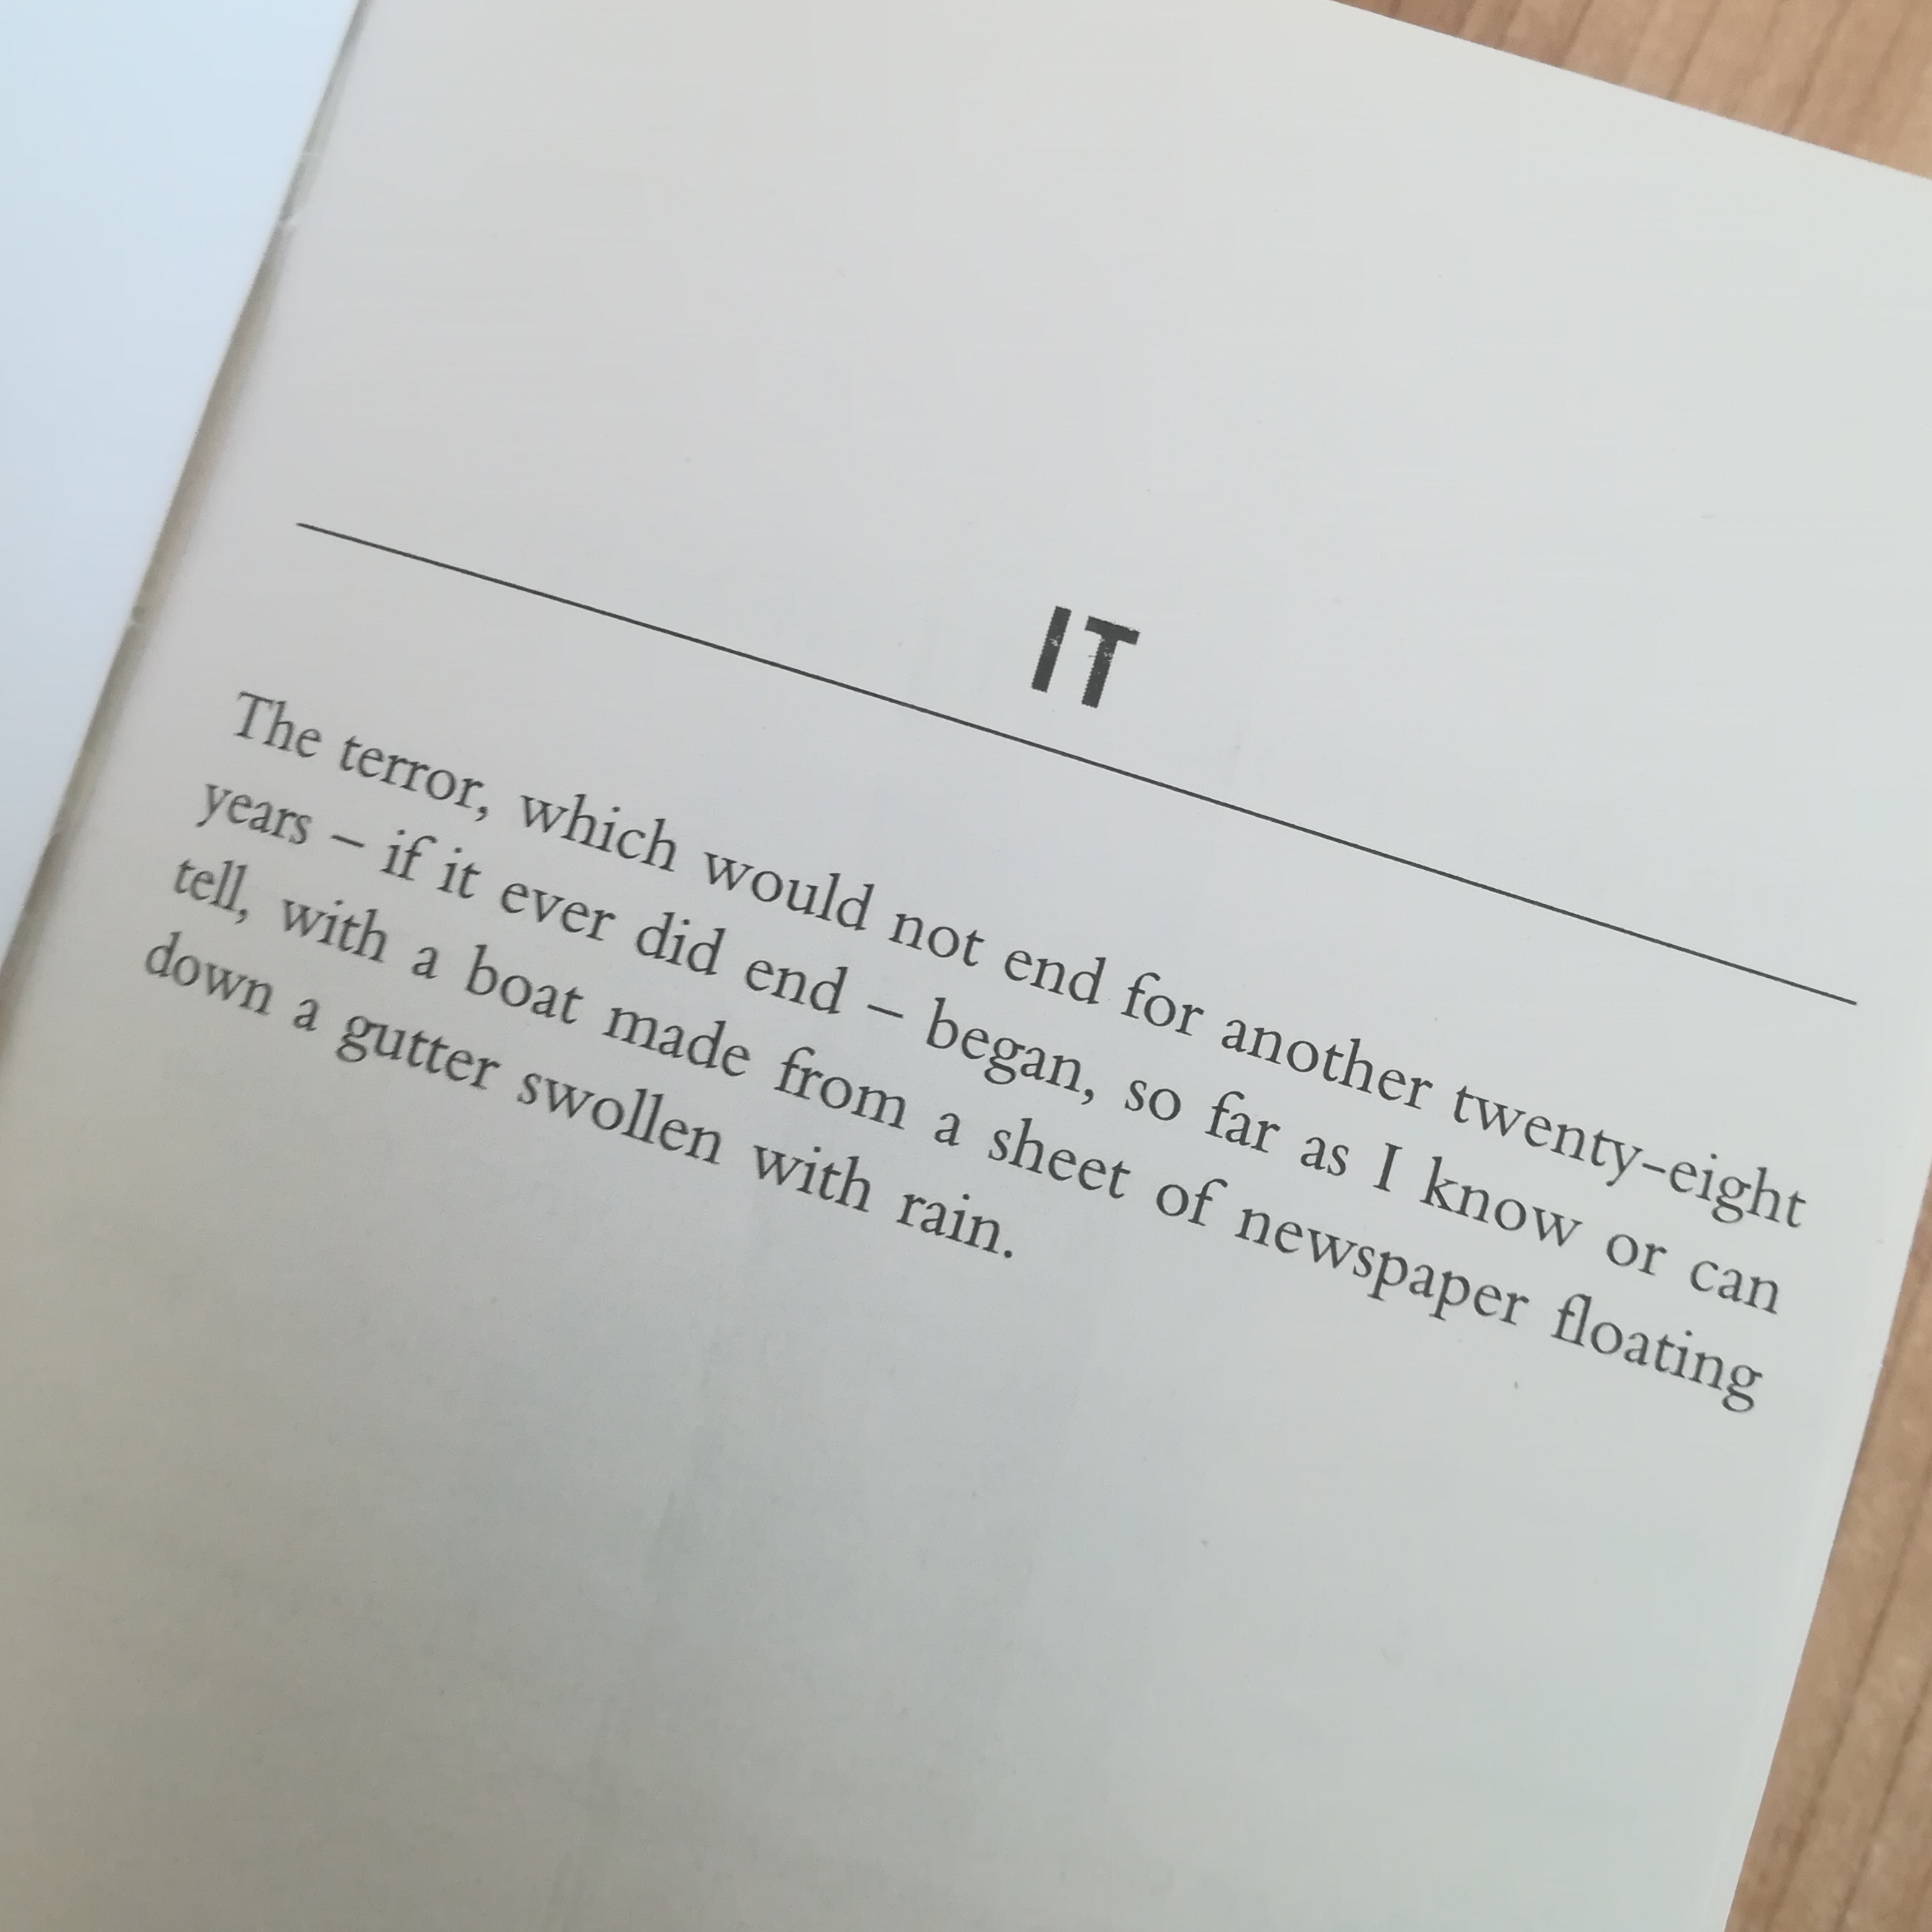 IT
The terror, which would not end for another twenty-eight
years – if it ever did end – began, so far as I know or can
tell, with a boat made from a sheet of newspaper floating
down a gutter swollen with rain.